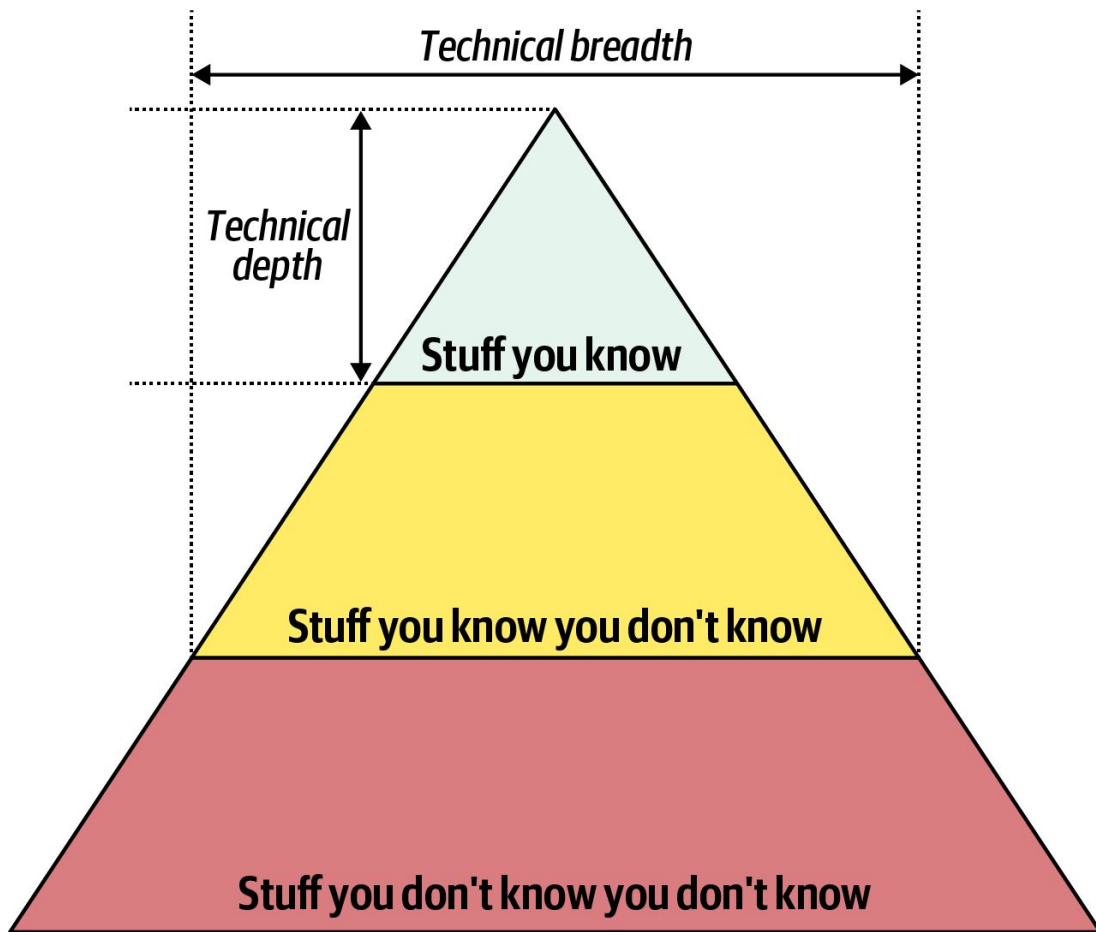 Technical breadth
Technical
depth
Stuff you know
Stuff you know you don't know
Stuff you don't know you don't know